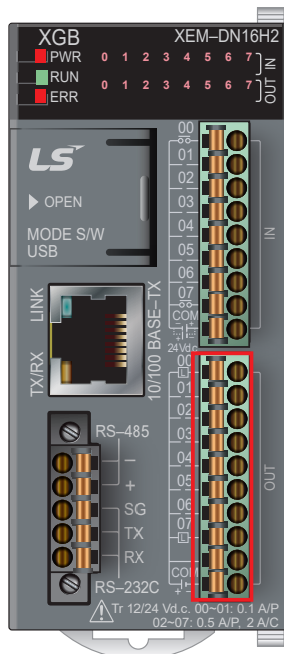 XGB XEM–DN16H2
PWR 0 1 2 3 4 5 6 7 IN
RUN
ERR 0 1 2 3 4 5 6 7 OUT
LS
OPEN
MODE S/W
USB
LINK
TX/RX
10/100 BASE–TX
00
01
02
03
04
05
06
07
COM
24Vd.c
IN
00
L
01
02
03
04
05
06
07
L
COM
OUT
RS–485
–
+
SG
TX
RX
RS–232C
Tr 12/24 Vd.c. 00~01: 0.1 A/P
02~07: 0.5 A/P, 2 A/C